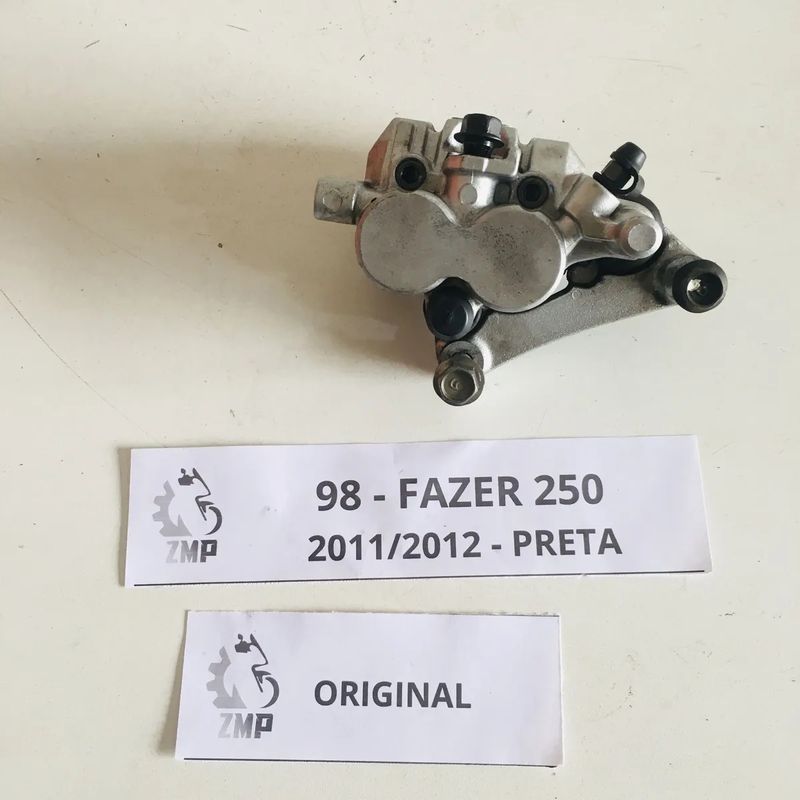 98 - FAZER 250
2011/2012 - PRETA
ZMP
ORIGINAL
ZMP